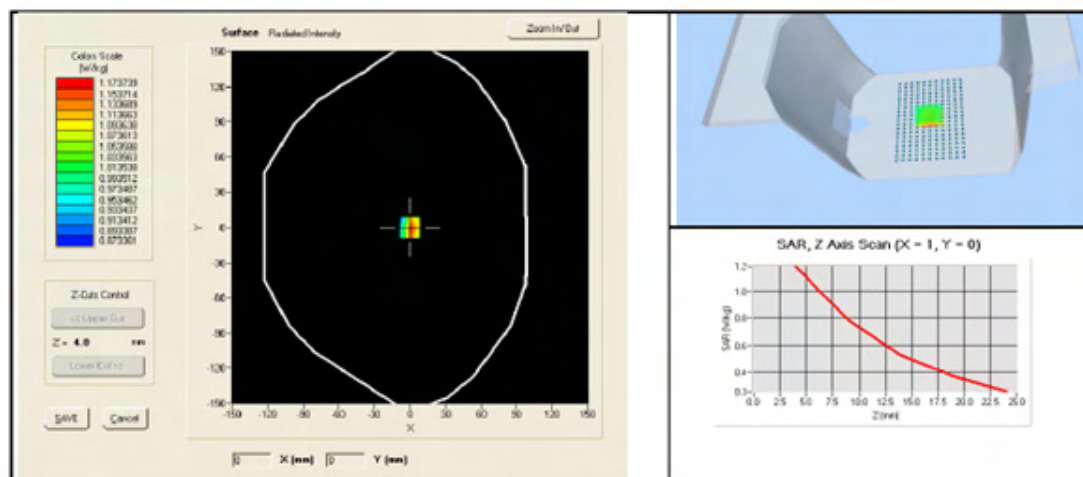 Surface Radiated Intensity
Zoom In/Out
Colors Scale
(W/kg)
1.173739
1.153714
1.133689
1.113663
1.093638
1.073613
1.053588
1.033563
1.013538
0.993512
0.973487
0.953462
0.933437
0.913412
0.893387
0.873361
Z-Cuts Control
<< Upper Cut
Z = 4.0 mm
Lower Cut >>
SAVE Cancel
150
120
90
60
30
0
-30
-60
-90
-120
-150
Y
-150 -120 -90 -60 -30 0 30 60 90 120 150
X
0 X (mm) 0 Y (mm)
SAR, Z Axis Scan (X = 1, Y = 0)
SAR (W/kg)
1.2
1.0
0.8
0.6
0.4
0.3
0.0 2.5 5.0 7.5 10.0 12.5 15.0 17.5 20.0 22.5 25.0
Z (mm)